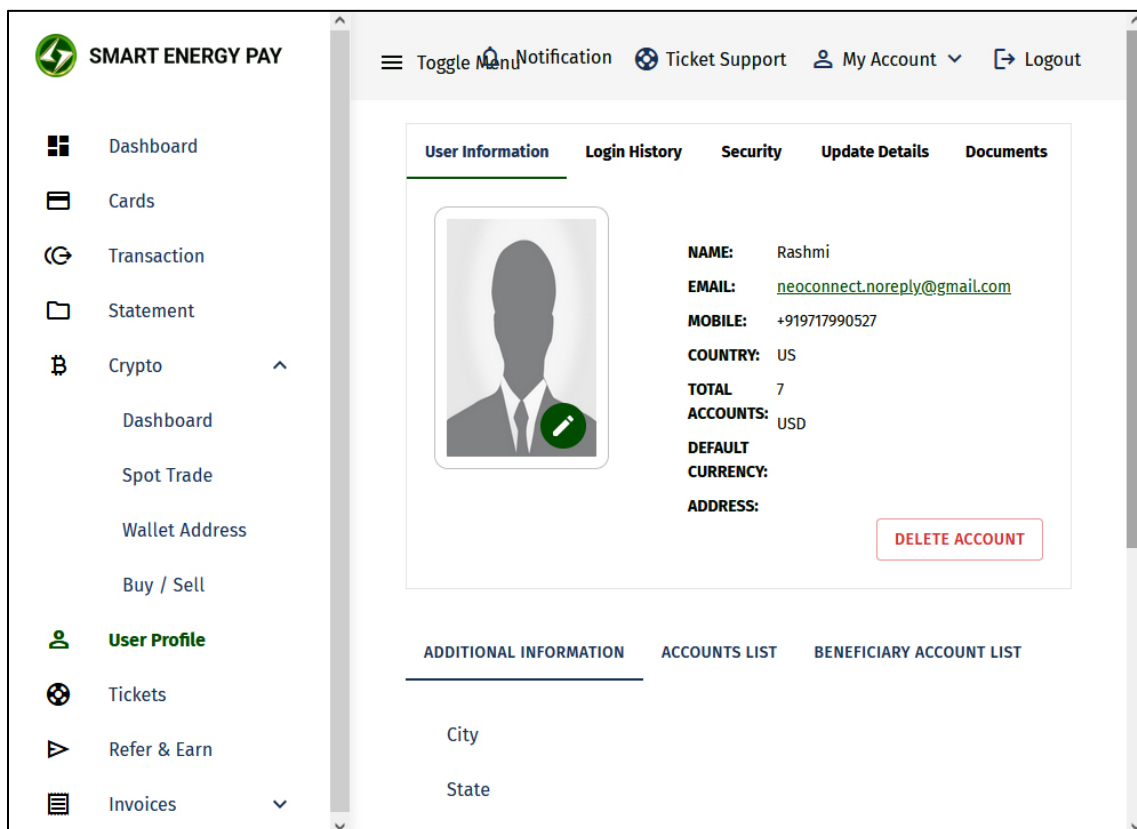 SMART ENERGY PAY
Dashboard
Cards
Transaction
Statement
Crypto
Dashboard
Spot Trade
Wallet Address
Buy / Sell
User Profile
Tickets
Refer & Earn
Invoices
Toggle Menu Notification Ticket Support My Account Logout
User Information Login History Security Update Details Documents
NAME: Rashmi
EMAIL: neoconnect.noreply@gmail.com
MOBILE: +919717990527
COUNTRY: US
TOTAL 7
ACCOUNTS:
USD
DEFAULT
CURRENCY:
ADDRESS:
DELETE ACCOUNT
ADDITIONAL INFORMATION ACCOUNTS LIST BENEFICIARY ACCOUNT LIST
City
State